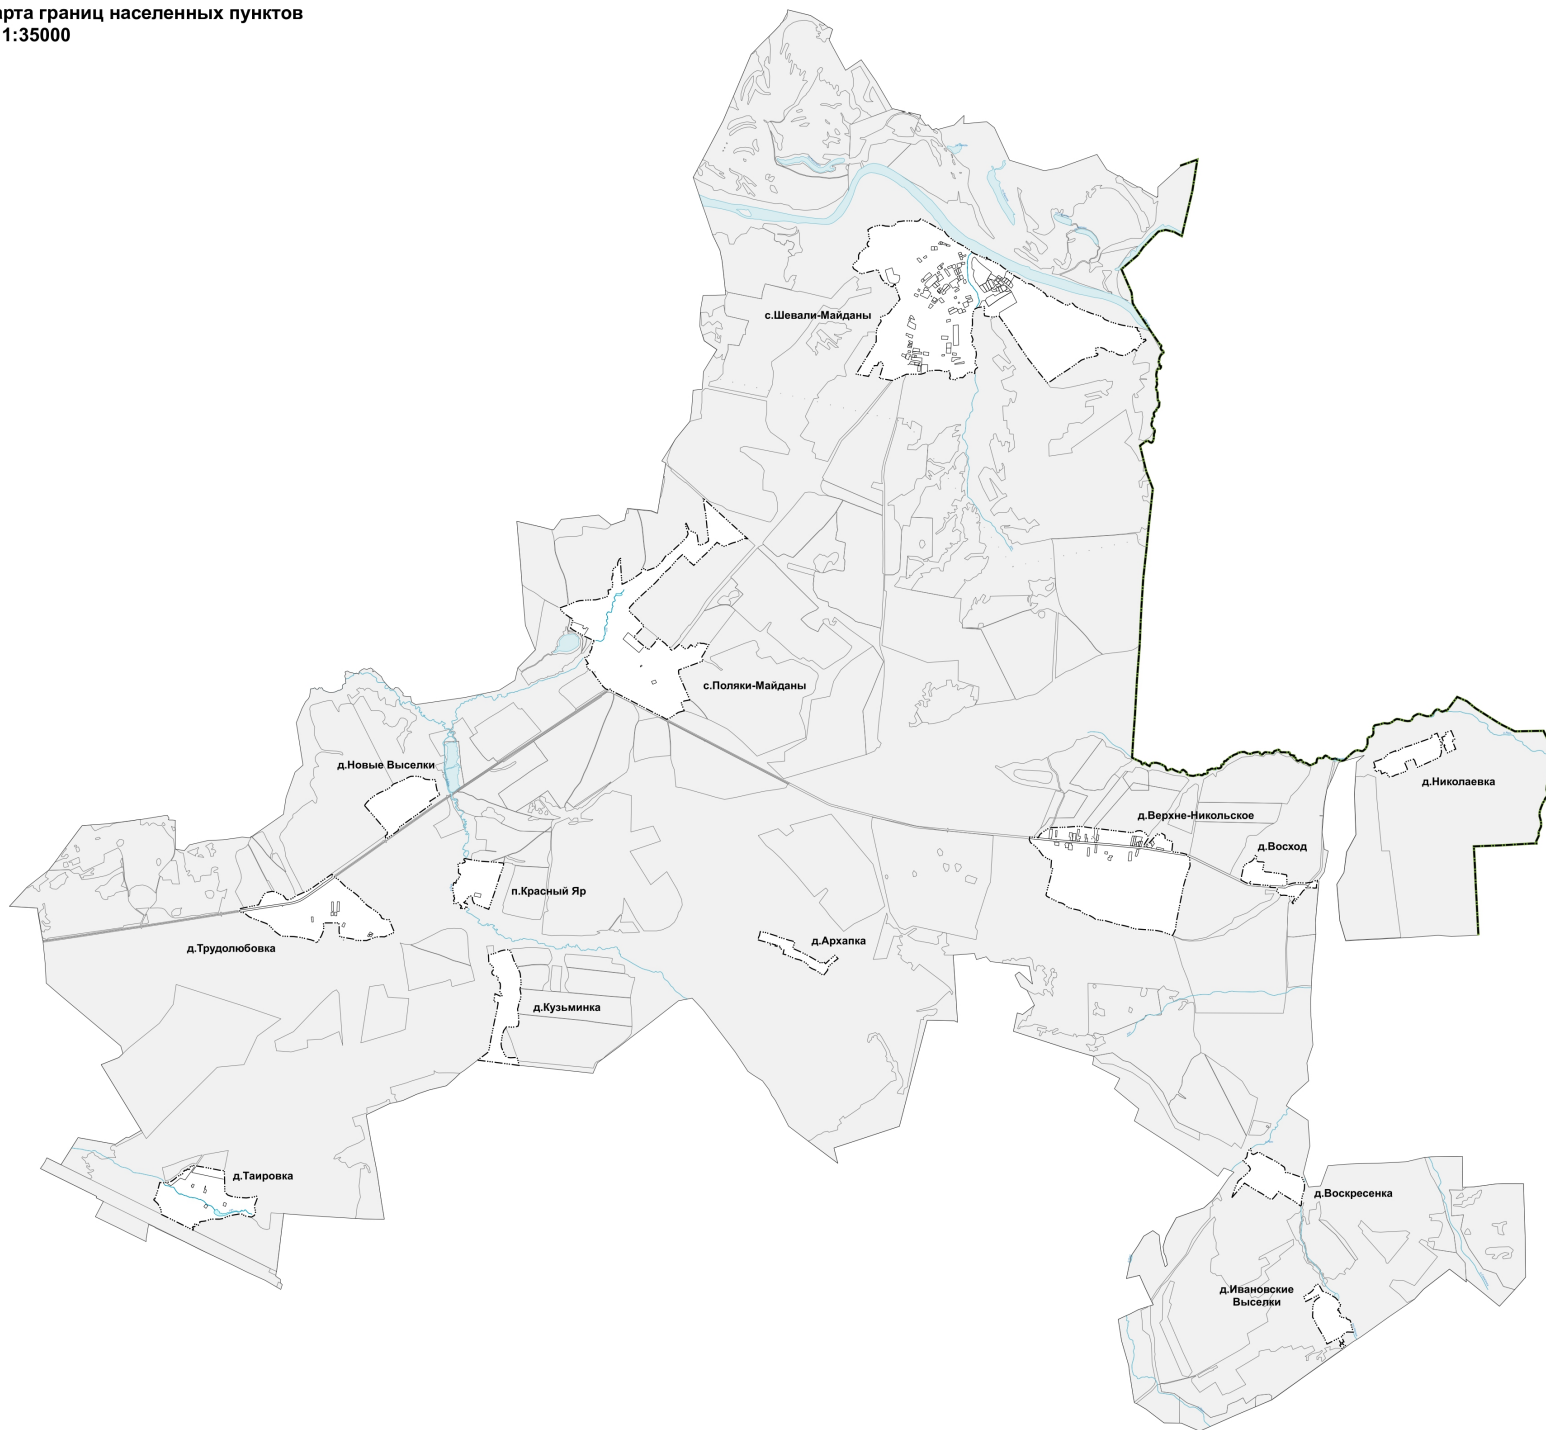 арта границ населенных пунктов
1:35000
с.Шевали-Майданы
с.Поляки-Майданы
д.Новые Выселки
д.Николаевка
д.Верхне-Никольское
д.Восход
п.Красный Яр
д.Архапка
д.Трудолюбовка
д.Кузьминка
д.Таировка
д.Воскресенка
д.Ивановские
Выселки